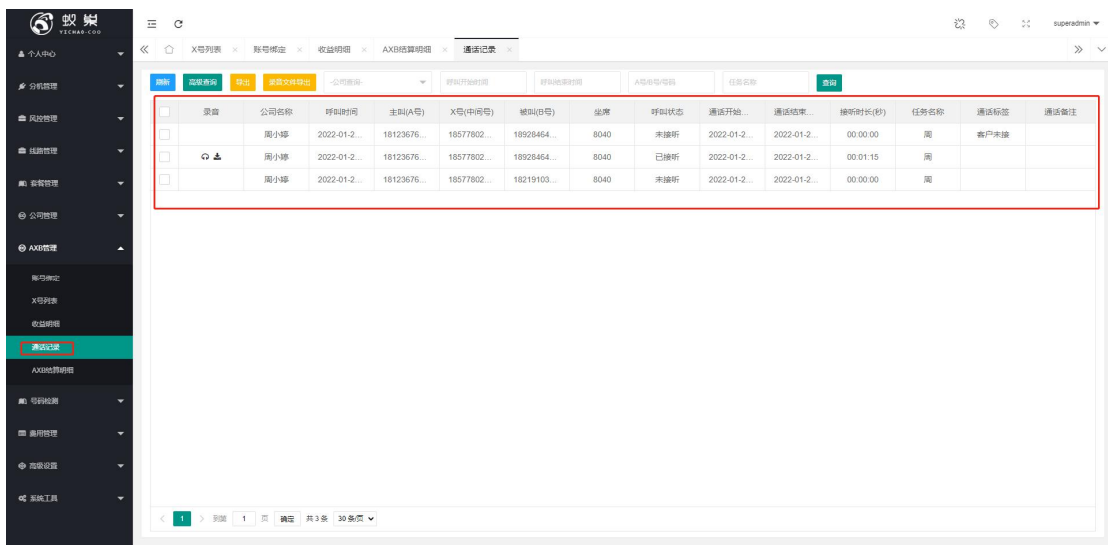 蚁巢
YICHAO-COO
superadmin
个人中心
X号列表 × 账号绑定 × 收益明细 × AXB结算明细 × 通话记录 ×
分机管理
刷新 高级查询 导出 录音文件导出 -公司查询- 呼叫开始时间 呼叫结束时间 A号/B号/号码 任务名称 查询
录音 公司名称 呼叫时间 主叫(A号) X号(中间号) 被叫(B号) 坐席 呼叫状态 通话开始... 通话结束... 接听时长(秒) 任务名称 通话标签 通话备注
风控管理
周小婷 2022-01-2... 18123676... 18577802... 18928464... 8040 未接听 2022-01-2... 2022-01-2... 00:00:00 周 客户未接
线路管理
周小婷 2022-01-2... 18123676... 18577802... 18928464... 8040 已接听 2022-01-2... 2022-01-2... 00:01:15 周
套餐管理
周小婷 2022-01-2... 18123676... 18577802... 18219103... 8040 未接听 2022-01-2... 2022-01-2... 00:00:00 周
公司管理
AXB管理
账号绑定
X号列表
收益明细
通话记录
AXB结算明细
号码检测
费用管理
高级设置
系统工具
1 到第 1 页 确定 共 3 条 30 条/页